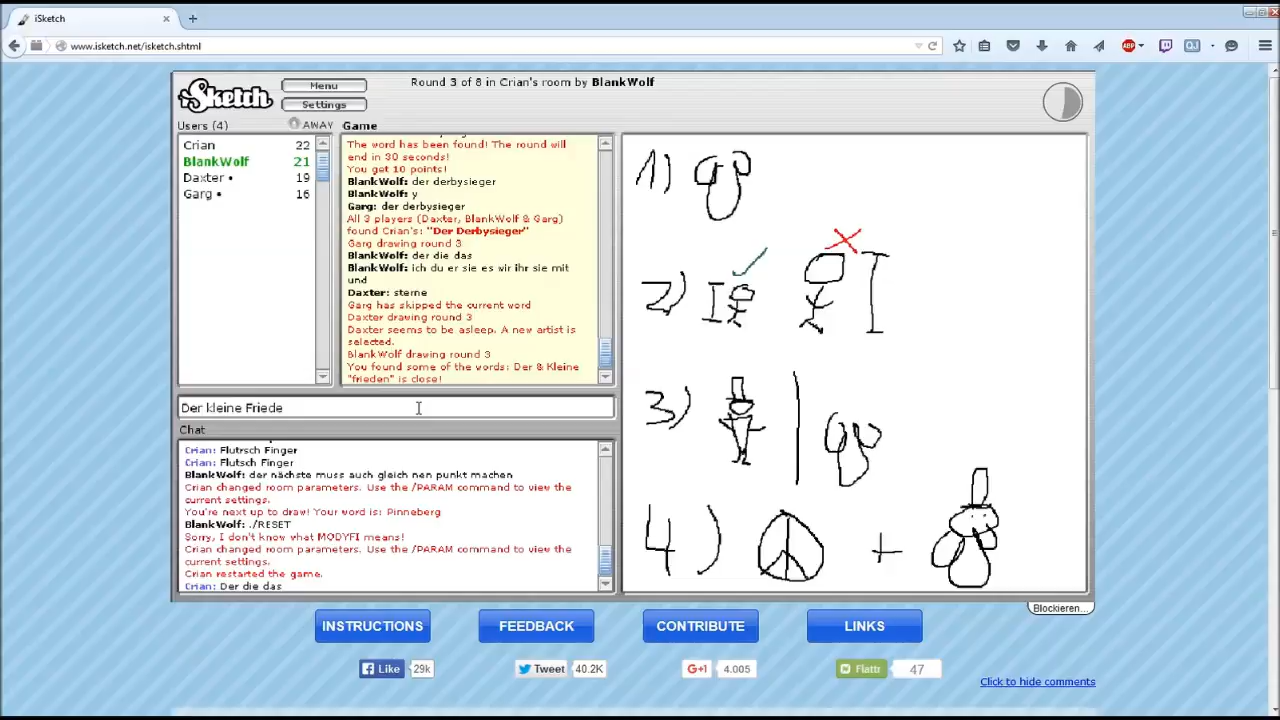 iSketch
www.isketch.net/isketch.shtml
iSketch
Menu
Settings
Round 3 of 8 in Crian's room by BlankWolf
Users (4)
AWAY
Game
Crian 22
BlankWolf 21
Daxter • 19
Garg • 16
The word has been found! The round will
end in 30 seconds!
You get 10 points!
BlankWolf: der derbysieger
BlankWolf: y
Garg: der derbysieger
All 3 players (Daxter, BlankWolf & Garg)
found Crian's: "Der Derbysieger"
Garg drawing round 3
BlankWolf: der die das
BlankWolf: ich du er sie es vir ihr sie mit
und
Daxter: sterne
Garg has skipped the current word
Daxter drawing round 3
Daxter seems to be asleep. A new artist is
selected.
BlankWolf drawing round 3
You found some of the words: Der & Kleine
"frieden" is close!
Der kleine Friede
Chat
Crian: Flutrsch Finger
Crian: Flutsch Finger
BlankWolf: der nächste muss auch gleich nen punkt machen
Crian changed room parameters. Use the /PARAM command to view the
current settings.
You're next up to draw! Your word is: Pinneberg
BlankWolf: ./RESET
Sorry, I don't know what MODYFI means!
Crian changed room parameters. Use the /PARAM command to view the
current settings.
Crian restarted the game.
Crian: Der die das
1)
2) I I
3)
4) +
Blockieren...
INSTRUCTIONS
FEEDBACK
CONTRIBUTE
LINKS
Like 29k
Tweet 40.2K
+1 4.005
Flattr 47
Click to hide comments
ABP